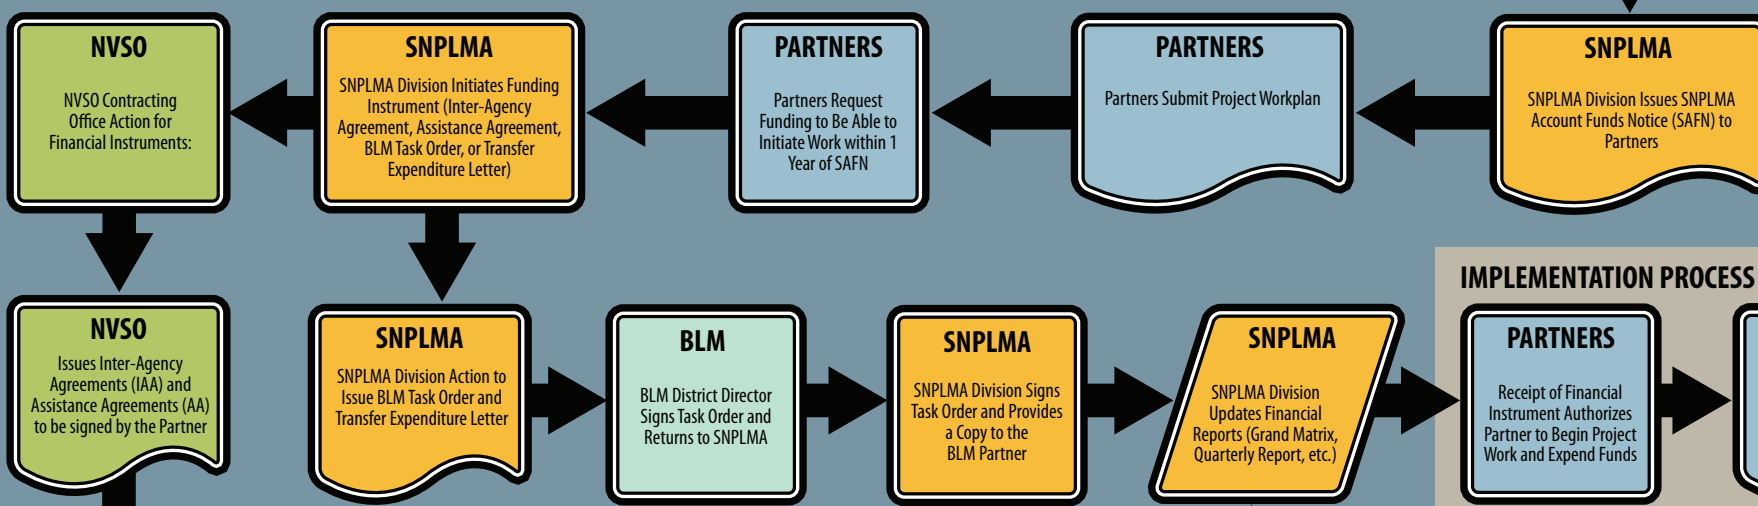 NVSO
NVSO Contracting
Office Action for
Financial Instruments:
SNPLMA
SNPLMA Division Initiates Funding
Instrument (Inter-Agency
Agreement, Assistance Agreement,
BLM Task Order, or Transfer
Expenditure Letter)
PARTNERS
Partners Request
Funding to Be Able to
Initiate Work within 1
Year of SAFN
PARTNERS
Partners Submit Project Workplan
SNPLMA
SNPLMA Division Issues SNPLMA
Account Funds Notice (SAFN) to
Partners
NVSO
Issues Inter-Agency
Agreements (IAA) and
Assistance Agreements (AA)
to be signed by the Partner
SNPLMA
SNPLMA Division Action to
Issue BLM Task Order and
Transfer Expenditure Letter
BLM
BLM District Director
Signs Task Order and
Returns to SNPLMA
SNPLMA
SNPLMA Division Signs
Task Order and Provides
a Copy to the
BLM Partner
SNPLMA
SNPLMA Division
Updates Financial
Reports (Grand Matrix,
Quarterly Report, etc.)
IMPLEMENTATION PROCESS
PARTNERS
Receipt of Financial
Instrument Authorizes
Partner to Begin Project
Work and Expend Funds